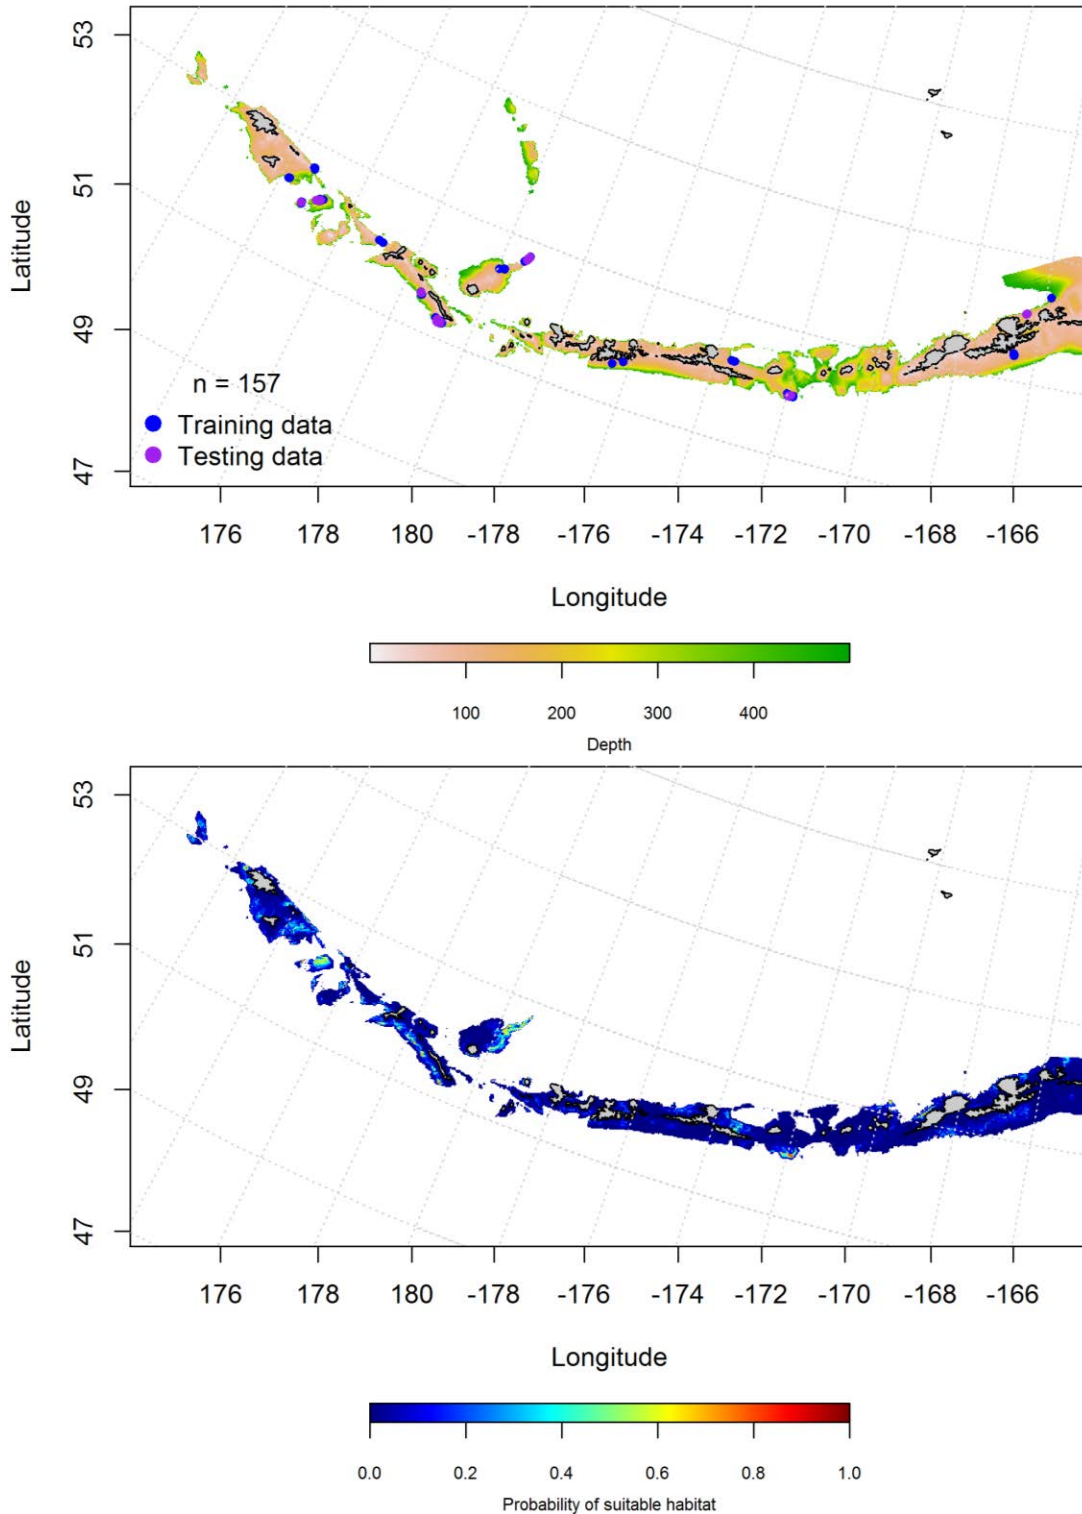 53
51
49
47
Latitude
n = 157
Training data
Testing data
176 178 180 -178 -176 -174 -172 -170 -168 -166
Longitude
100 200 300 400
Depth
53
51
49
47
Latitude
176 178 180 -178 -176 -174 -172 -170 -168 -166
Longitude
0.0 0.2 0.4 0.6 0.8 1.0
Probability of suitable habitat